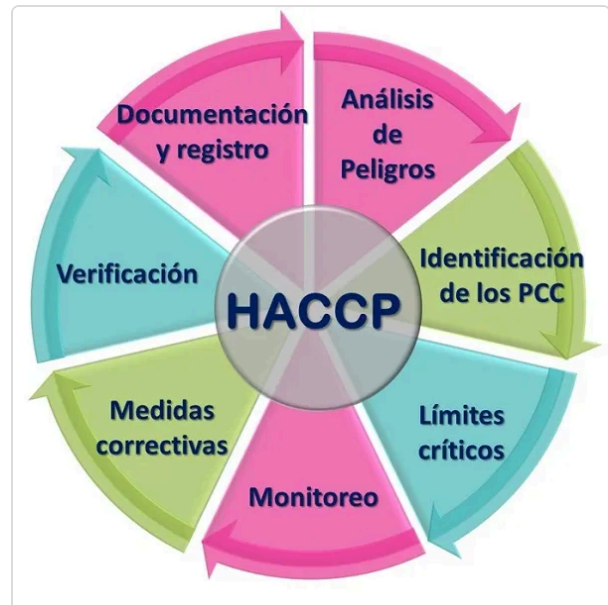 HACCP
Análisis
de
Peligros
Identificación
de los PCC
Límites
críticos
Monitoreo
Medidas
correctivas
Verificación
Documentación
y registro